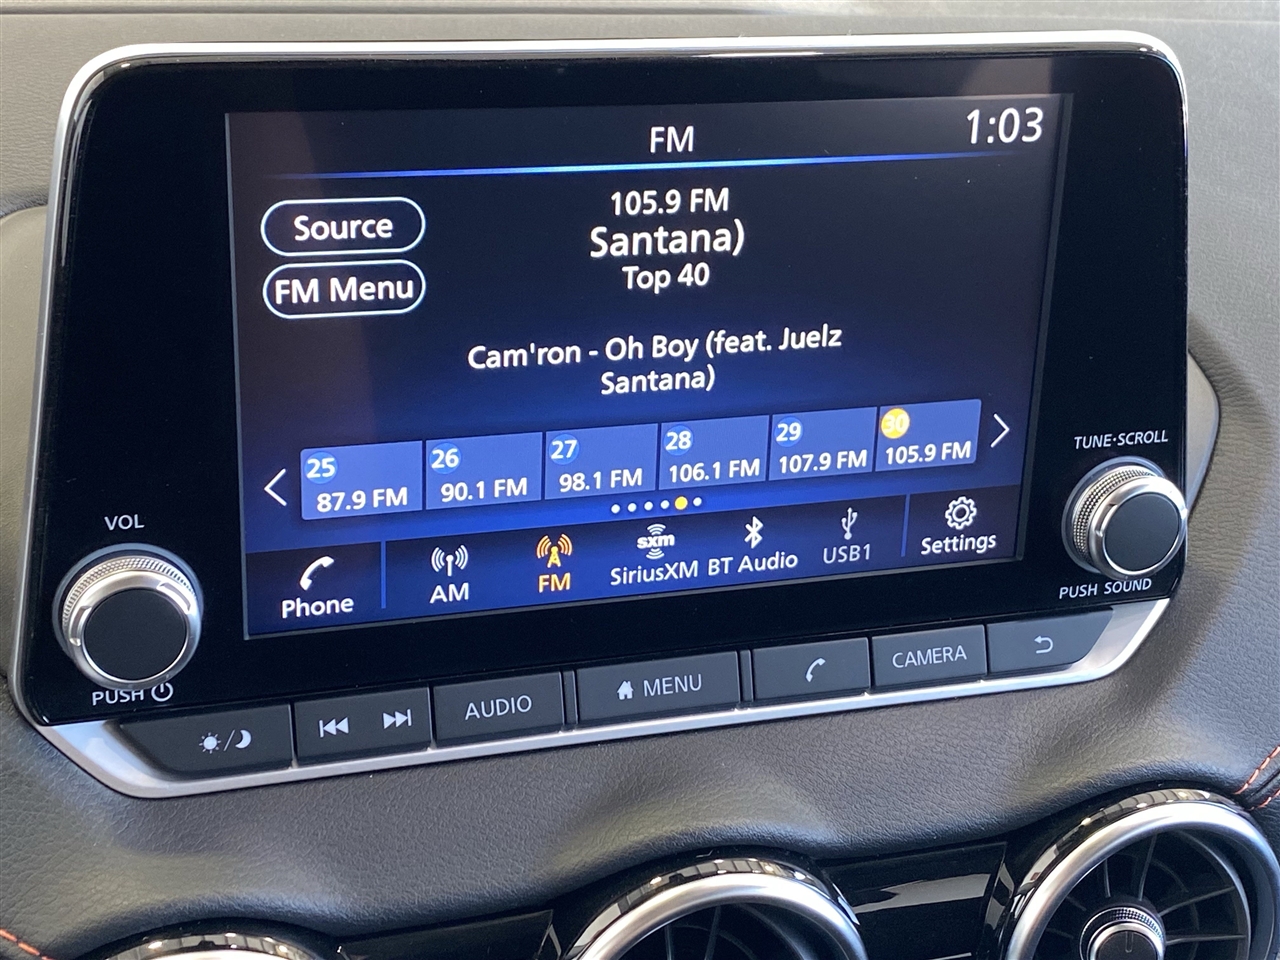 FM
1:03
Source
FM Menu
105.9 FM
Santana)
Top 40
Cam'ron - Oh Boy (feat. Juelz
Santana)
25
87.9 FM
26
90.1 FM
27
98.1 FM
28
106.1 FM
29
107.9 FM
30
105.9 FM
Phone
AM
FM
sxm
SiriusXM
BT Audio
USB1
Settings
VOL
PUSH
TUNE·SCROLL
PUSH SOUND
AUDIO
MENU
CAMERA